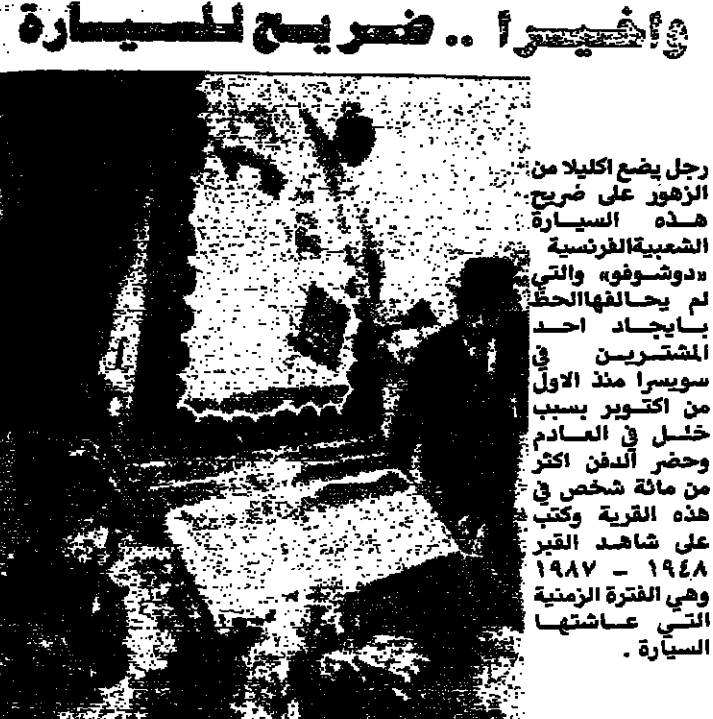 واخيرا .. ضريح للسيارة
رجل يضع اكليلا من
الزهور على ضريح
هذه السيارة
الشعبيةالفرنسية
«دوشوفو» والتي
لم يحالفهاالحظ
بايجاد احد
المشترين في
سويسرا منذ الاول
من اكتوبر بسبب
خلل في العادم
وحضر الدفن اكثر
من مائة شخص في
هذه القرية وكتب
على شاهد القبر
١٩٤٨ - ١٩٨٧
وهي الفترة الزمنية
التي عاشتها
السيارة .